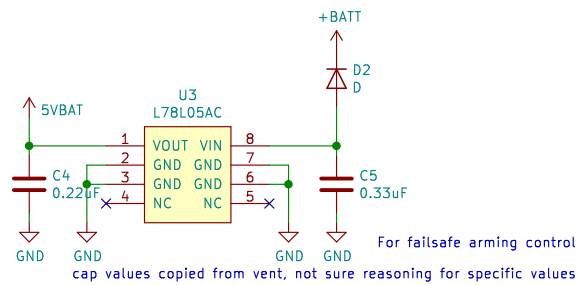 +BATT
D2
D
U3
L78L05AC
5VBAT
1 VOUT VIN 8
2 GND GND 7
3 GND GND 6
4 NC NC 5
C4
0.22uF
C5
0.33uF
GND GND GND GND
For failsafe arming control
cap values copied from vent, not sure reasoning for specific values